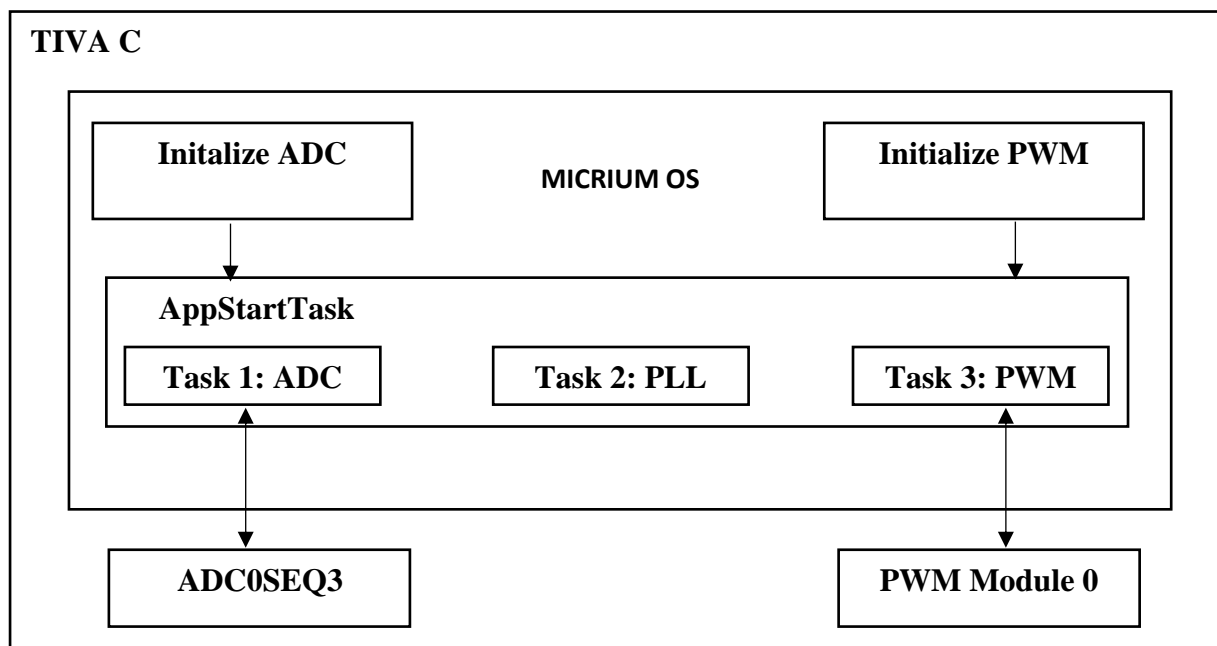 TIVA C
Initalize ADC
MICRIUM OS
Initialize PWM
AppStartTask
Task 1: ADC
Task 2: PLL
Task 3: PWM
ADC0SEQ3
PWM Module 0